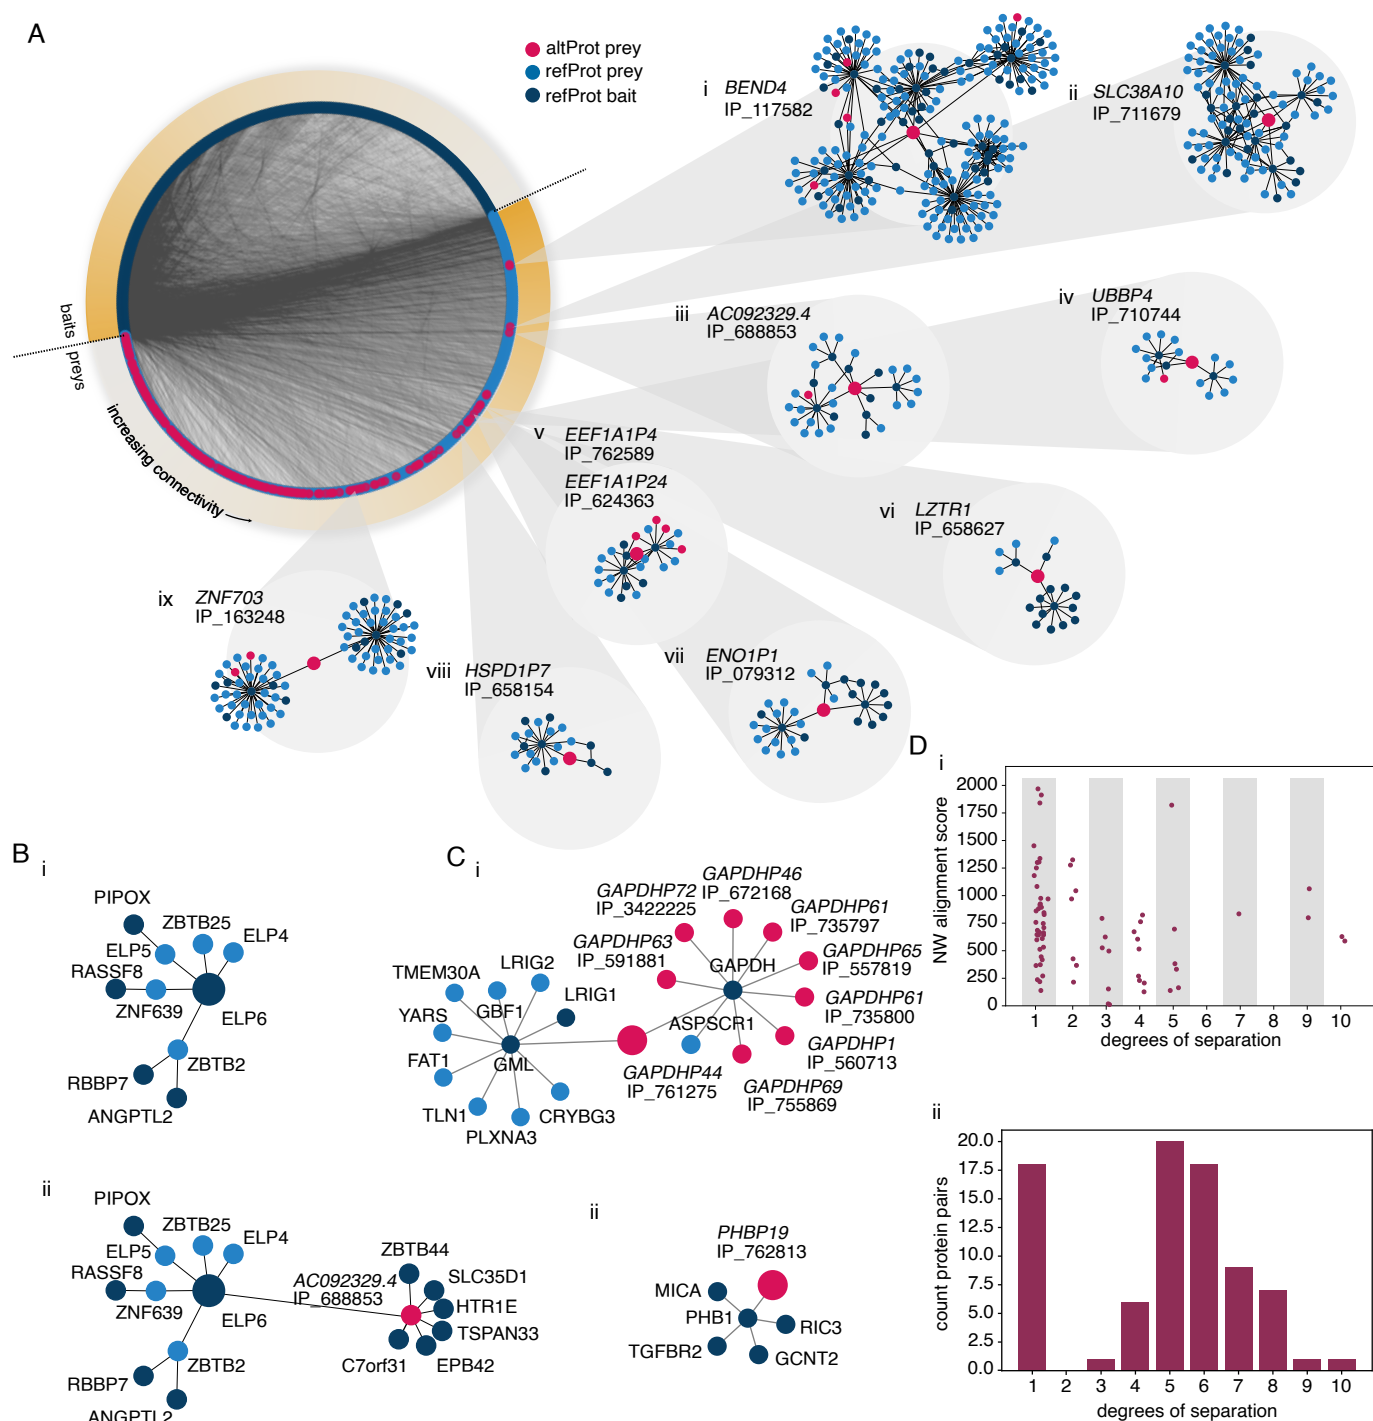 A
altProt prey
refProt prey
refProt bait
baits
preys
increasing connectivity
i
BEND4
IP_117582
ii
SLC38A10
IP_711679
iii
AC092329.4
IP_688853
iv
UBBP4
IP_710744
v
EEF1A1P4
IP_762589
EEF1A1P24
IP_624363
vi
LZTR1
IP_658627
vii
ENO1P1
IP_079312
viii
HSPD1P7
IP_658154
ix
ZNF703
IP_163248
B
i
PIPOX
ZBTB25
ELP4
ELP5
RASSF8
ZNF639
ELP6
ZBTB2
RBBP7
ANGPTL2
ii
PIPOX
ZBTB25
ELP4
ELP5
RASSF8
ZNF639
ELP6
ZBTB2
RBBP7
ANGPTL2
AC092329.4
IP_688853
ZBTB44
SLC35D1
HTR1E
TSPAN33
EPB42
C7orf31
C
i
GAPDHP46
IP_672168
GAPDHP72
IP_3422225
GAPDHP61
IP_735797
GAPDHP63
IP_591881
GAPDHP65
IP_557819
GAPDH
GAPDHP61
IP_735800
ASPSCR1
GAPDHP1
IP_560713
GAPDHP44
IP_761275
GAPDHP69
IP_755869
TMEM30A
LRIG2
LRIG1
GBF1
YARS
FAT1
GML
TLN1
PLXNA3
CRYBG3
ii
PHBP19
IP_762813
MICA
PHB1
RIC3
TGFBR2
GCNT2
D
i
NW alignment score
2000
1750
1500
1250
1000
750
500
250
0
1 2 3 4 5 6 7 8 9 10
degrees of separation
ii
count protein pairs
20.0
17.5
15.0
12.5
10.0
7.5
5.0
2.5
0.0
1 2 3 4 5 6 7 8 9 10
degrees of separation